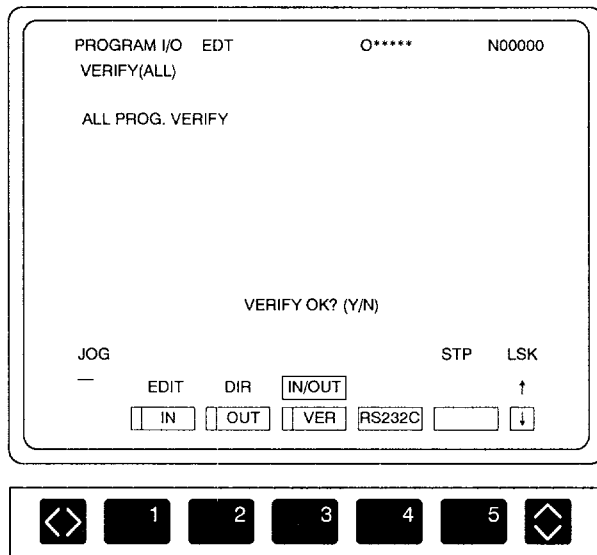 PROGRAM I/O EDT O***** N00000
VERIFY(ALL)
ALL PROG. VERIFY
VERIFY OK? (Y/N)
JOG STP LSK
— EDIT DIR IN/OUT ↑
IN OUT VER RS232C ↓
1 2 3 4 5